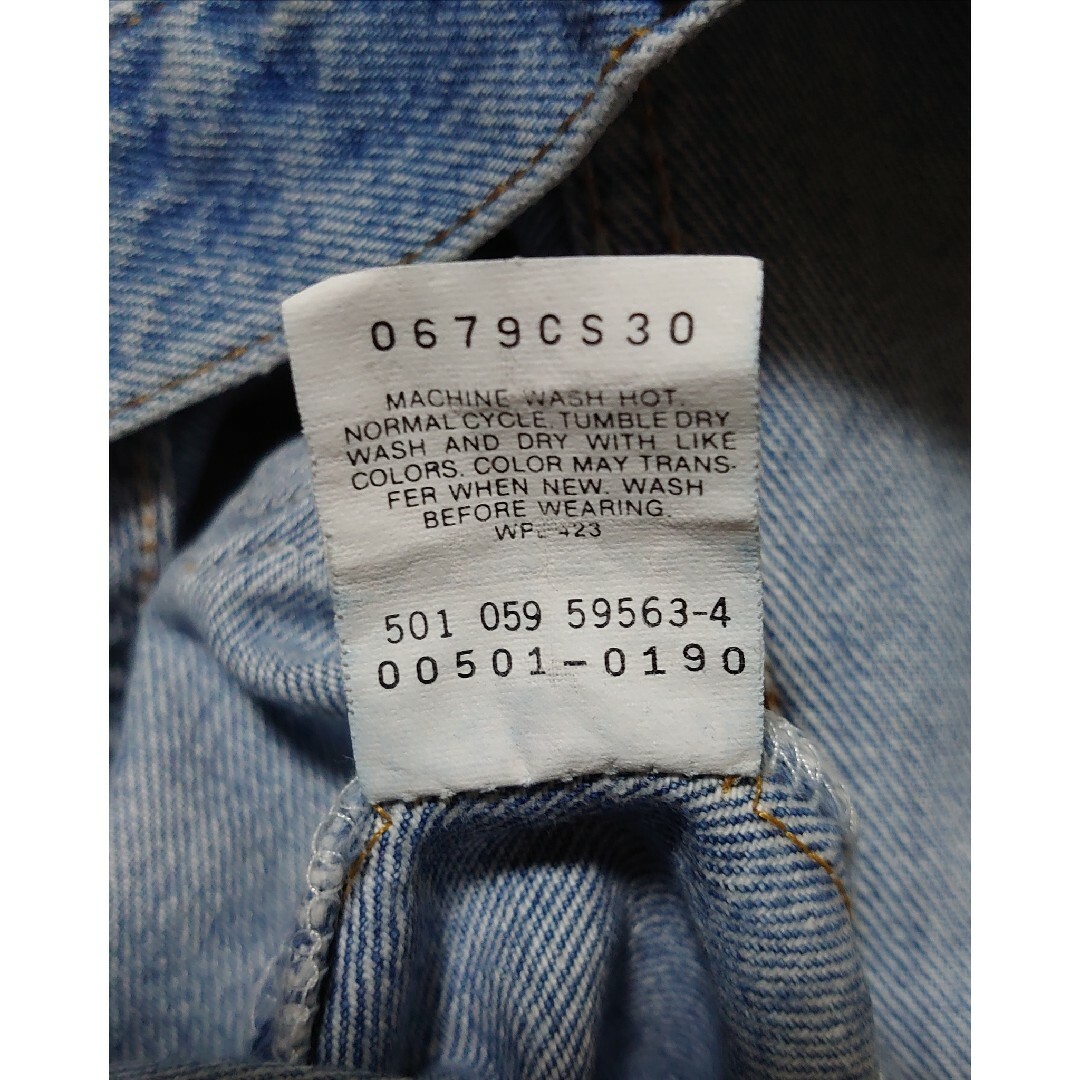 0679CS30
MACHINE WASH HOT.
NORMAL CYCLE. TUMBLE DRY
WASH AND DRY WITH LIKE
COLORS. COLOR MAY TRANS-
FER WHEN NEW. WASH
BEFORE WEARING.
423
501 059 59563-4
00501-0190